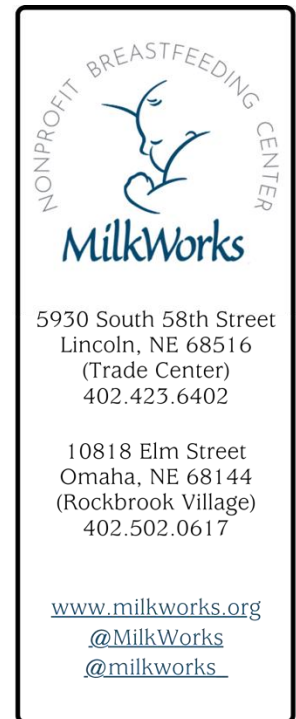 NONPROFIT BREASTFEEDING CENTER
MilkWorks
5930 South 58th Street
Lincoln, NE 68516
(Trade Center)
402.423.6402
10818 Elm Street
Omaha, NE 68144
(Rockbrook Village)
402.502.0617
www.milkworks.org
@MilkWorks
@milkworks_